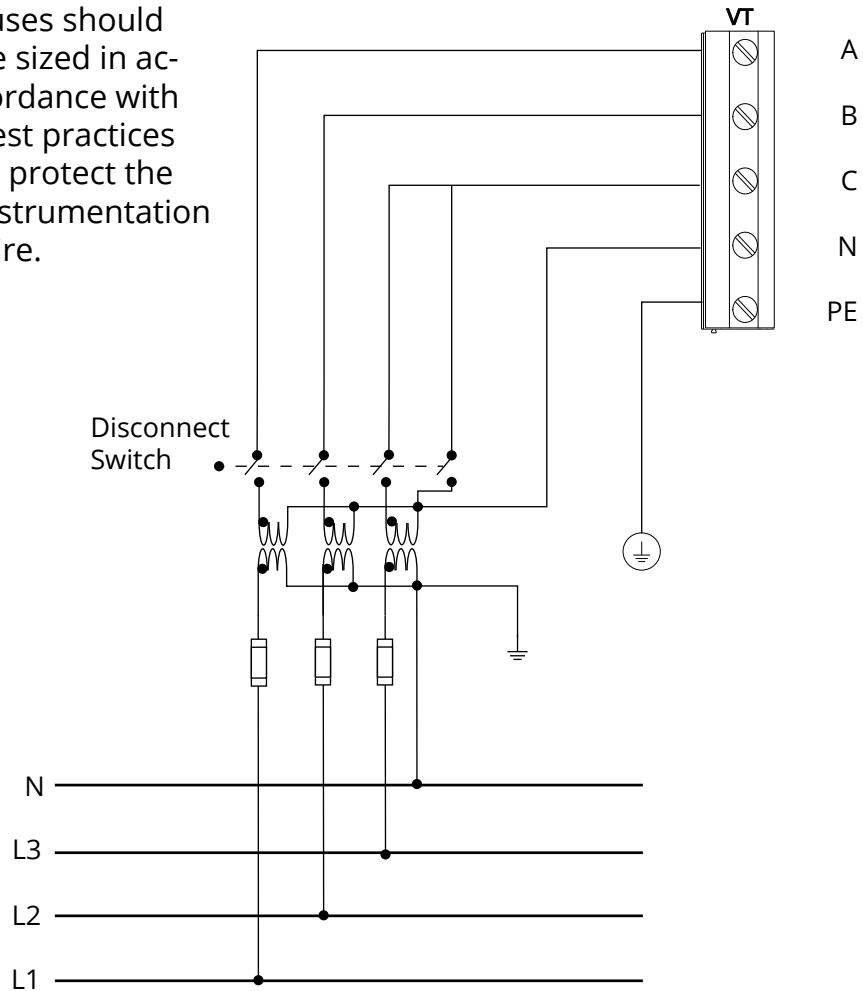 uses should
e sized in ac-
ordance with
est practices
protect the
strumentation
ire.
VT
A
B
C
N
PE
Disconnect
Switch
N
L3
L2
L1